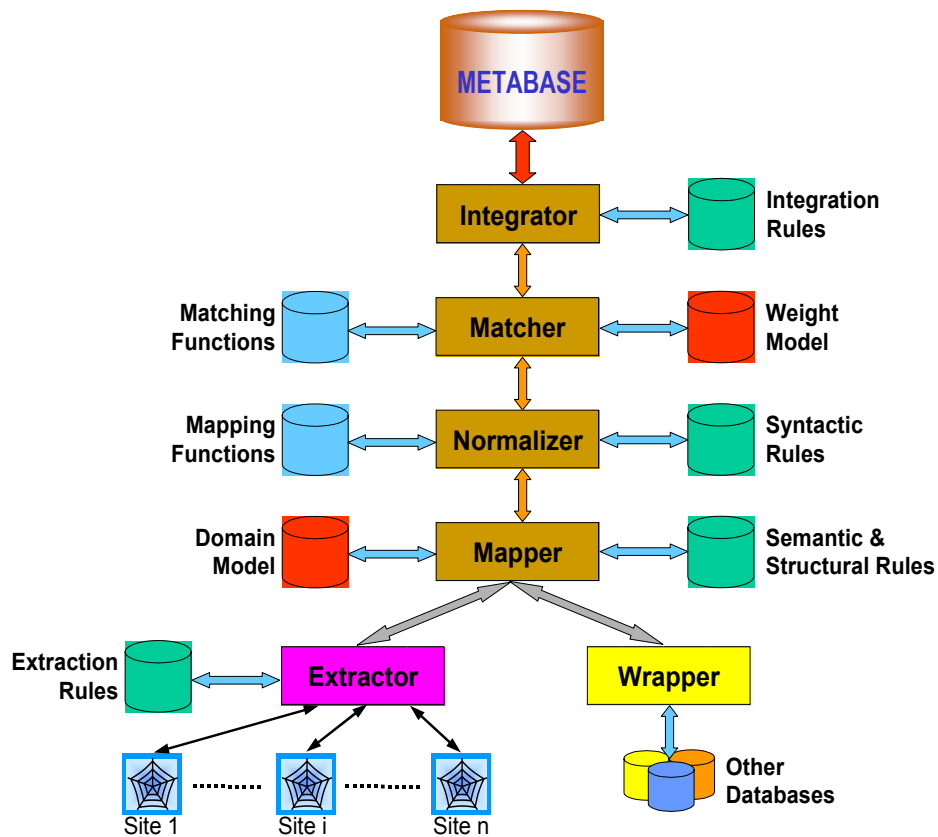 METABASE
Integrator
Integration
Rules
Matching
Functions
Matcher
Weight
Model
Mapping
Functions
Normalizer
Syntactic
Rules
Domain
Model
Mapper
Semantic &
Structural Rules
Extraction
Rules
Extractor
Wrapper
Site 1
Site i
Site n
Other
Databases